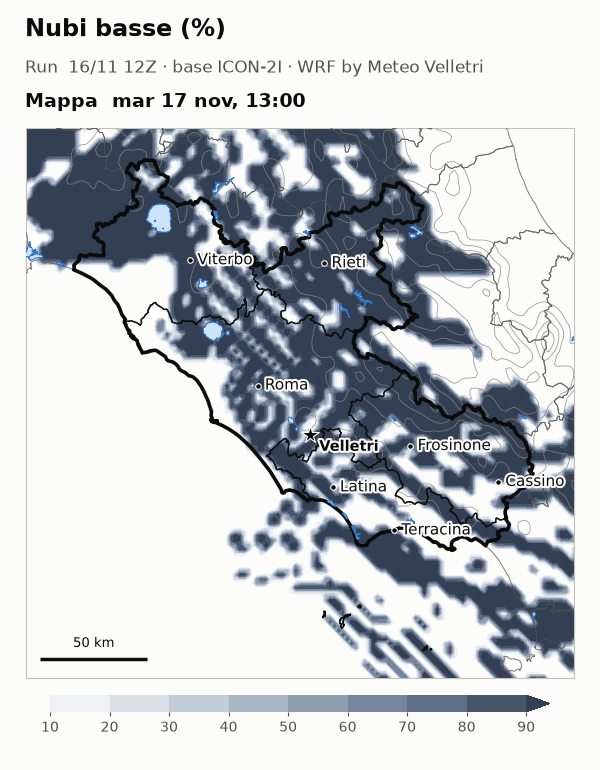 Nubi basse (%)
Run  16/11 12Z · base ICON-2I · WRF by Meteo Velletri
Mappa  mar 17 nov, 13:00
Viterbo
Rieti
Roma
Velletri
Frosinone
Cassino
Latina
Terracina
50 km
10 20 30 40 50 60 70 80 90